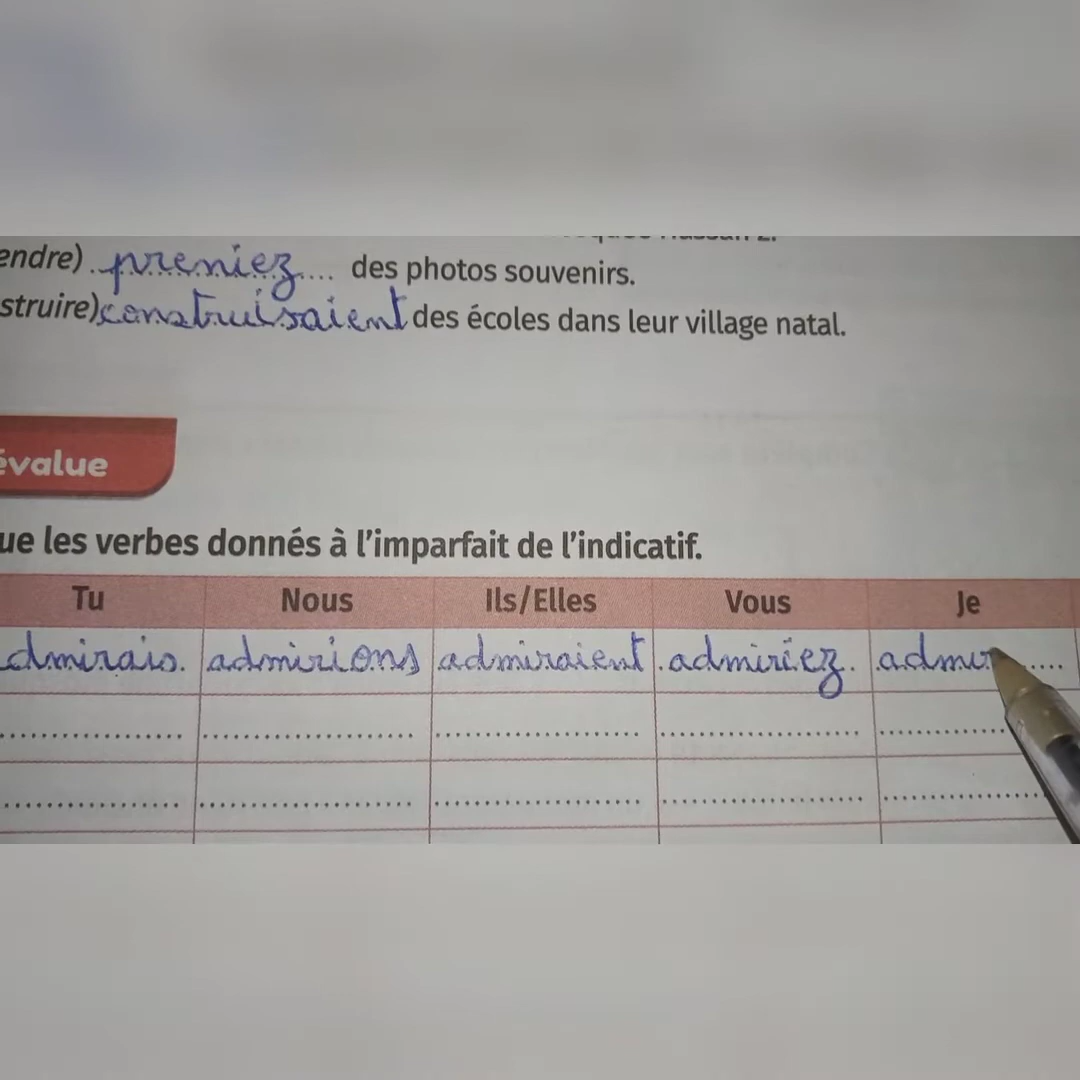 endre) ..preniez.... des photos souvenirs.
struire)construisaient des écoles dans leur village natal.
évalue
ue les verbes donnés à l'imparfait de l'indicatif.
Tu Nous Ils/Elles Vous Je
dmirais. admirions admiraient .admiriez. admir....